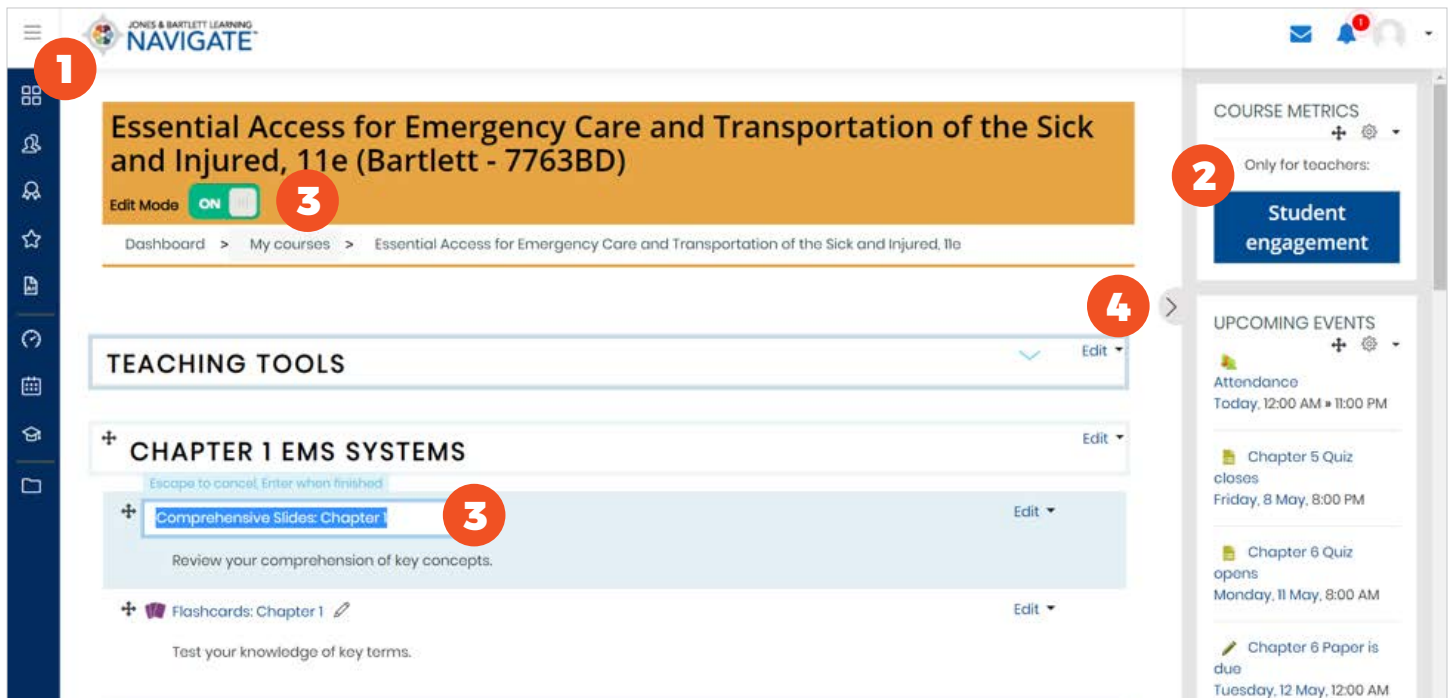 JONES & BARTLETT LEARNING
NAVIGATE™
1
1
Essential Access for Emergency Care and Transportation of the Sick
and Injured, 11e (Bartlett - 7763BD)
Edit Mode ON
3
Dashboard > My courses > Essential Access for Emergency Care and Transportation of the Sick and Injured, 11e
4
TEACHING TOOLS
Edit
CHAPTER 1 EMS SYSTEMS
Edit
Escape to cancel, Enter when finished
Comprehensive Slides: Chapter 1
3
Edit
Review your comprehension of key concepts.
Flashcards: Chapter 1
Edit
Test your knowledge of key terms.
COURSE METRICS
2
Only for teachers:
Student
engagement
UPCOMING EVENTS
Attendance
Today, 12:00 AM » 11:00 PM
Chapter 5 Quiz
closes
Friday, 8 May, 8:00 PM
Chapter 6 Quiz
opens
Monday, 11 May, 8:00 AM
Chapter 6 Paper is
due
Tuesday, 12 May, 12:00 AM